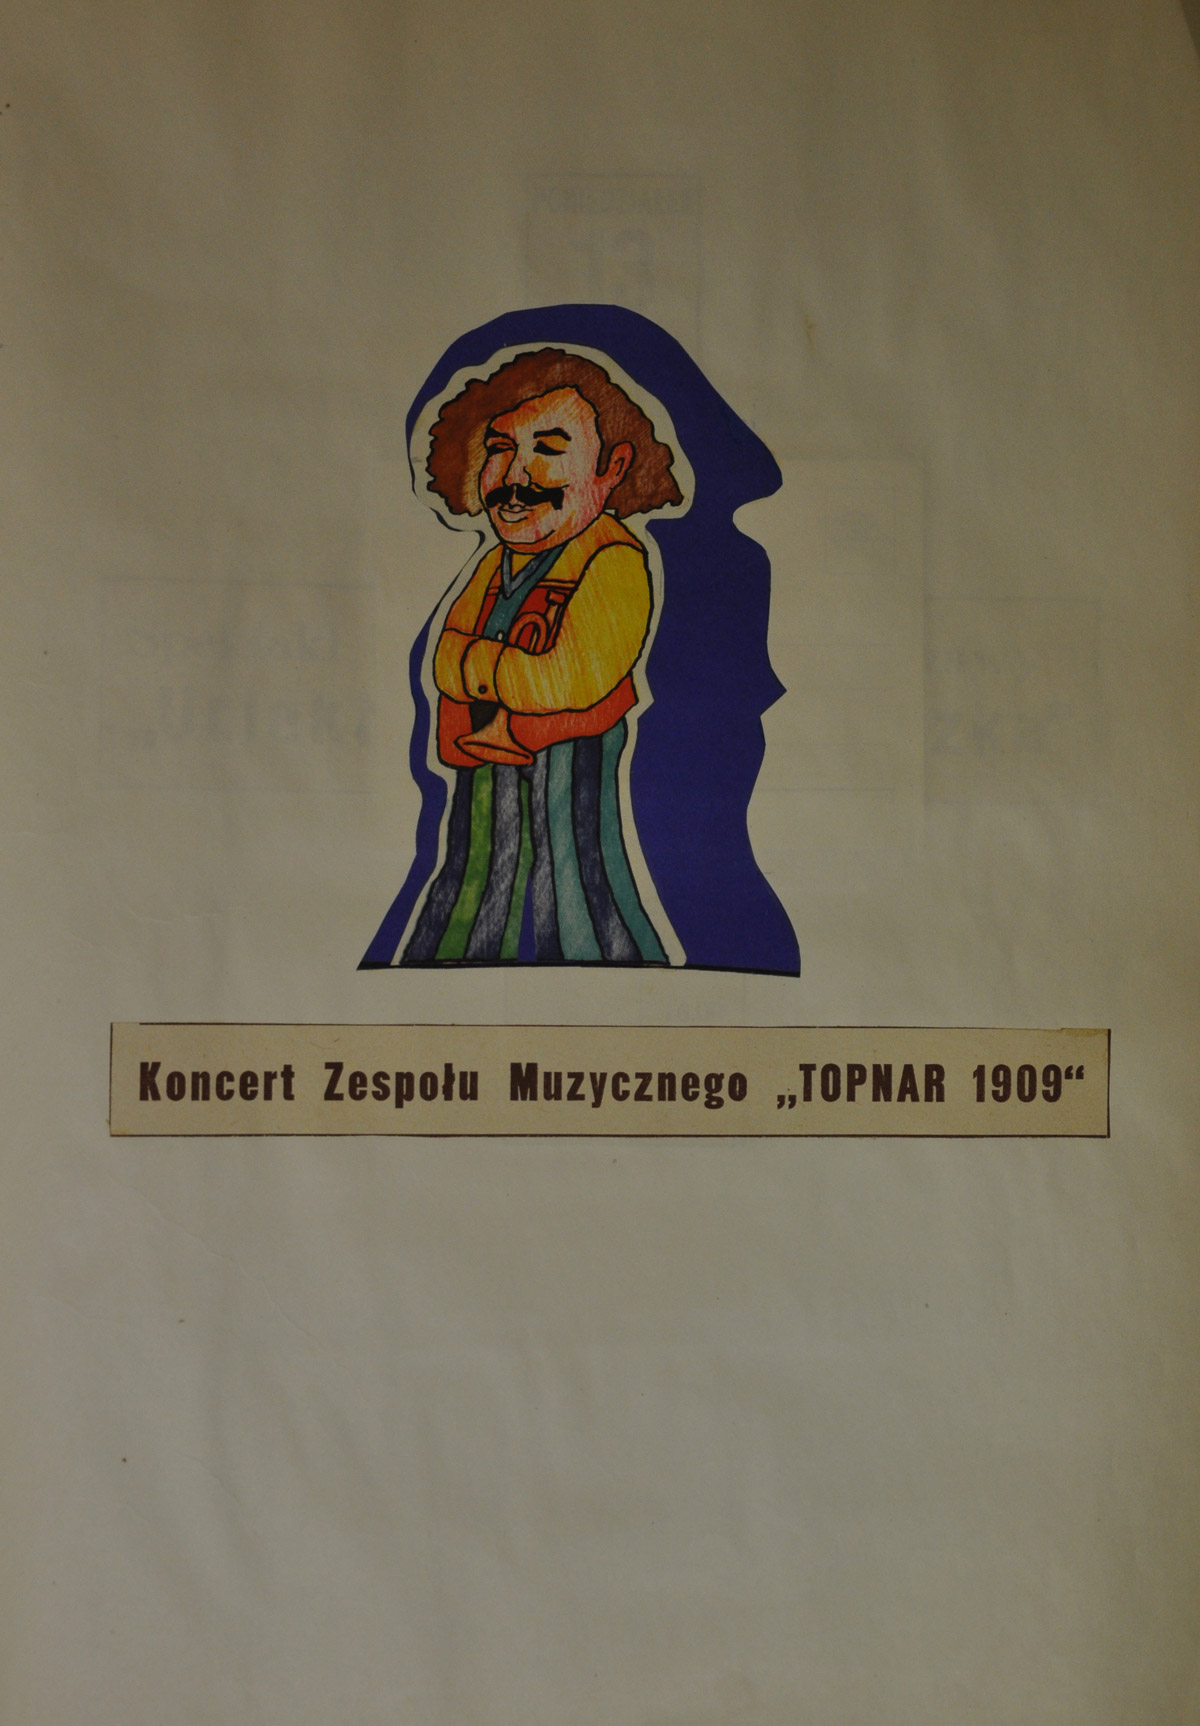 Koncert Zespołu Muzycznego „TOPNAR 1909“